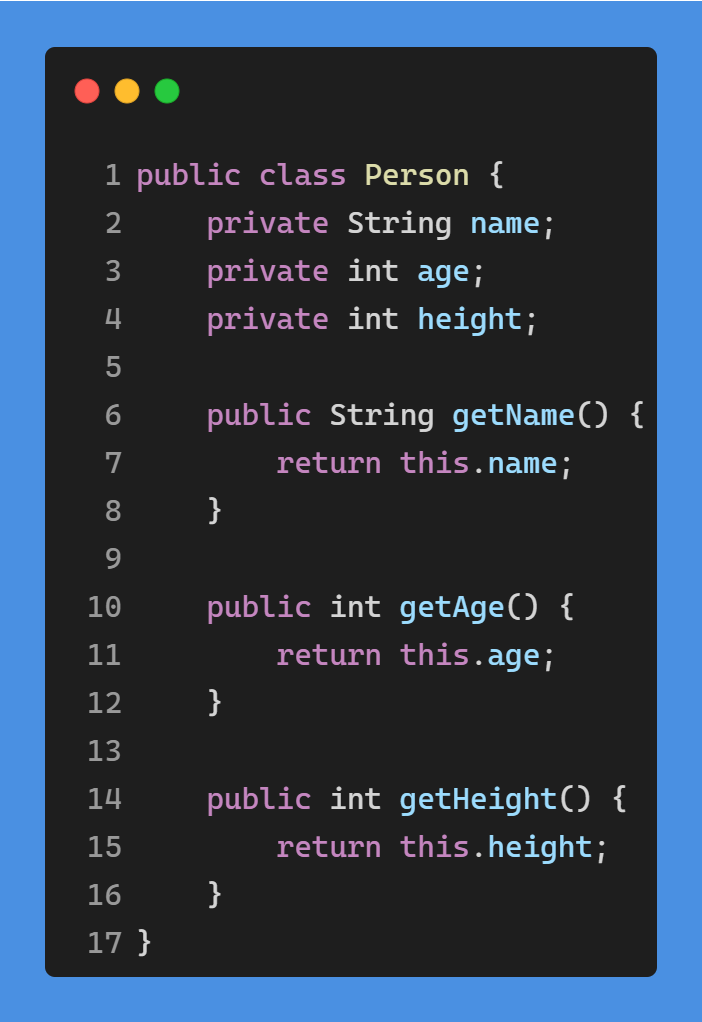 1 public class Person {
2     private String name;
3     private int age;
4     private int height;
5
6     public String getName() {
7         return this.name;
8     }
9
10     public int getAge() {
11         return this.age;
12     }
13
14     public int getHeight() {
15         return this.height;
16     }
17 }